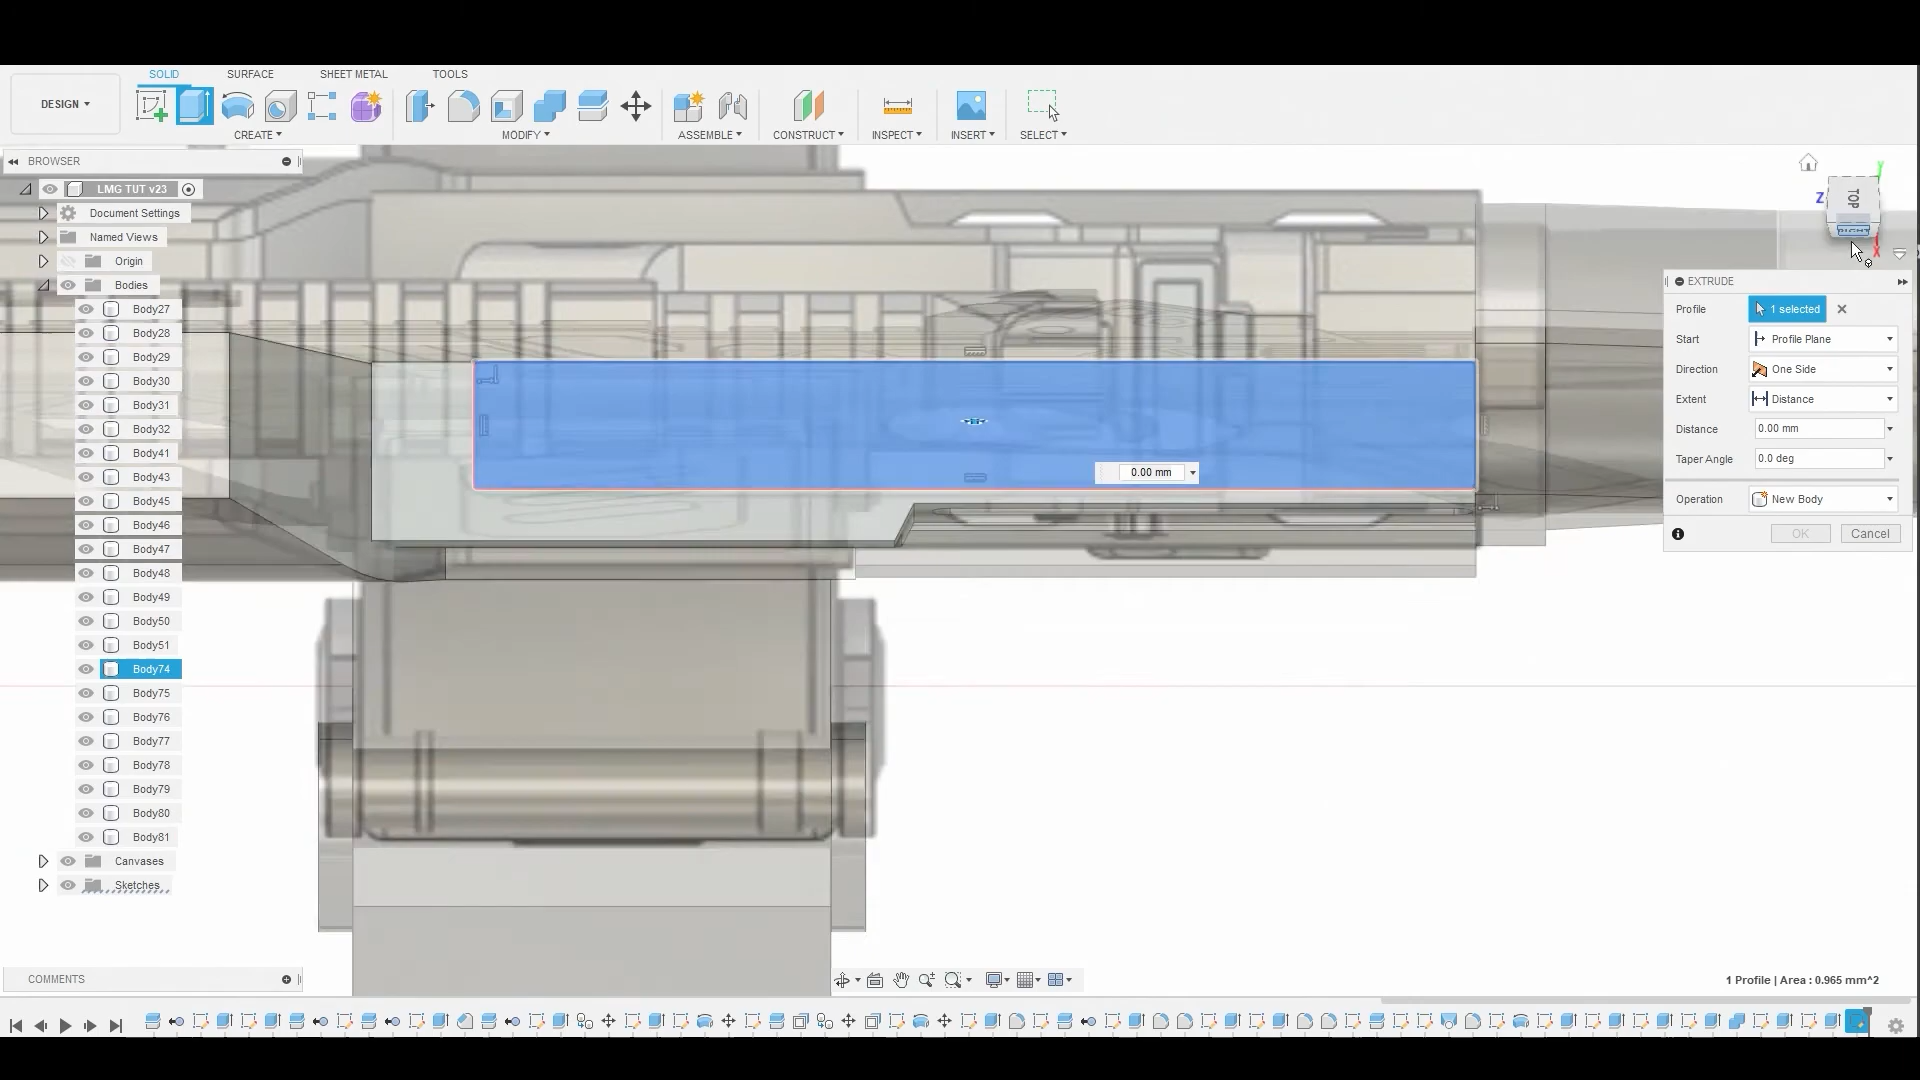 SOLID SURFACE SHEET METAL TOOLS
DESIGN
CREATE MODIFY ASSEMBLE CONSTRUCT INSPECT INSERT SELECT
BROWSER
LMG TUT v23
Document Settings
Named Views
Origin
Bodies
Body27
Body28
Body29
Body30
Body31
Body32
Body41
Body43
Body45
Body46
Body47
Body48
Body49
Body50
Body51
Body74
Body75
Body76
Body77
Body78
Body79
Body80
Body81
Canvases
Sketches
COMMENTS
0.00 mm
Y
Z
TOP
RIGHT
X
EXTRUDE
Profile 1 selected
Start Profile Plane
Direction One Side
Extent Distance
Distance 0.00 mm
Taper Angle 0.0 deg
Operation New Body
OK Cancel
1 Profile | Area : 0.965 mm^2